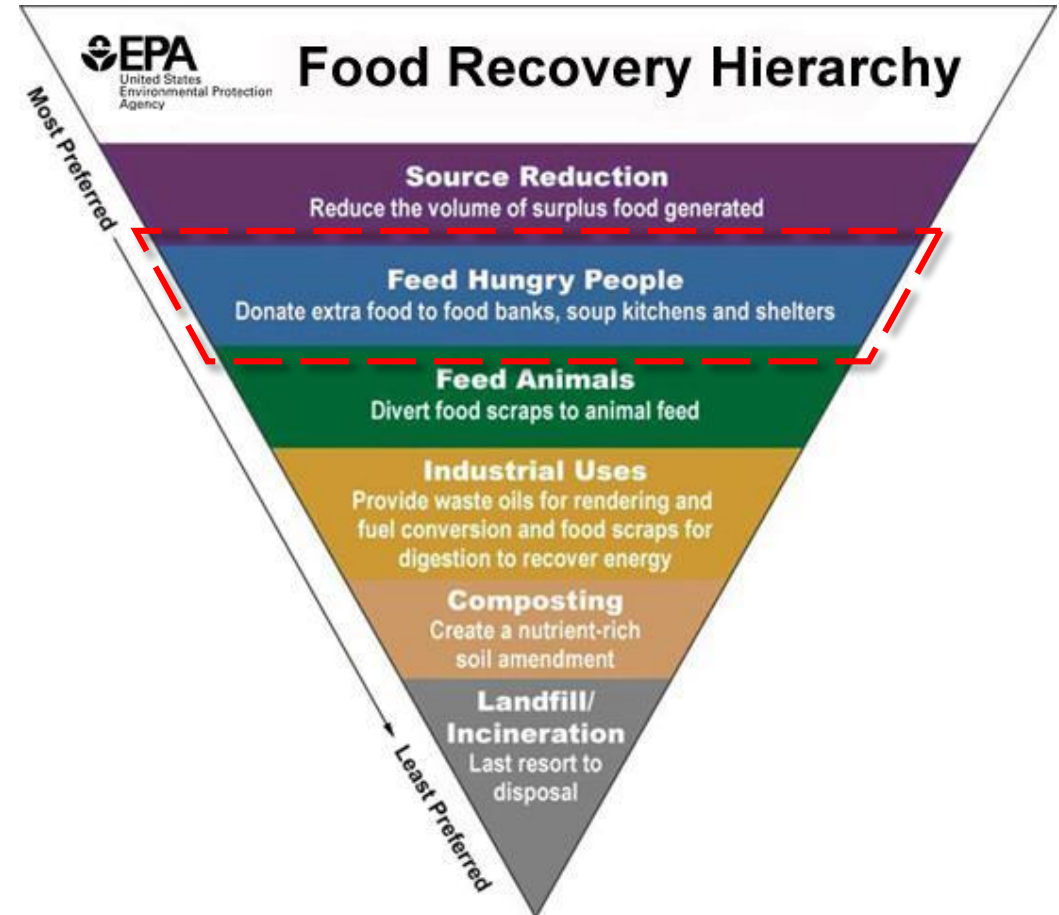 EPA
United States
Environmental Protection
Agency
Food Recovery Hierarchy
Most Preferred
Source Reduction
Reduce the volume of surplus food generated
Feed Hungry People
Donate extra food to food banks, soup kitchens and shelters
Feed Animals
Divert food scraps to animal feed
Industrial Uses
Provide waste oils for rendering and
fuel conversion and food scraps for
digestion to recover energy
Composting
Create a nutrient-rich
soil amendment
Landfill/
Incineration
Last resort to
disposal
Least Preferred